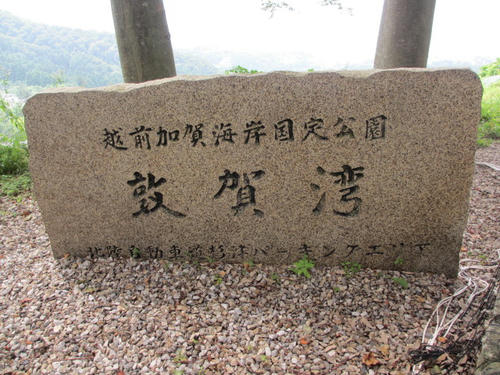 越前加賀海岸国定公園
敦賀湾
北陸自動車道杉津パーキングエリア